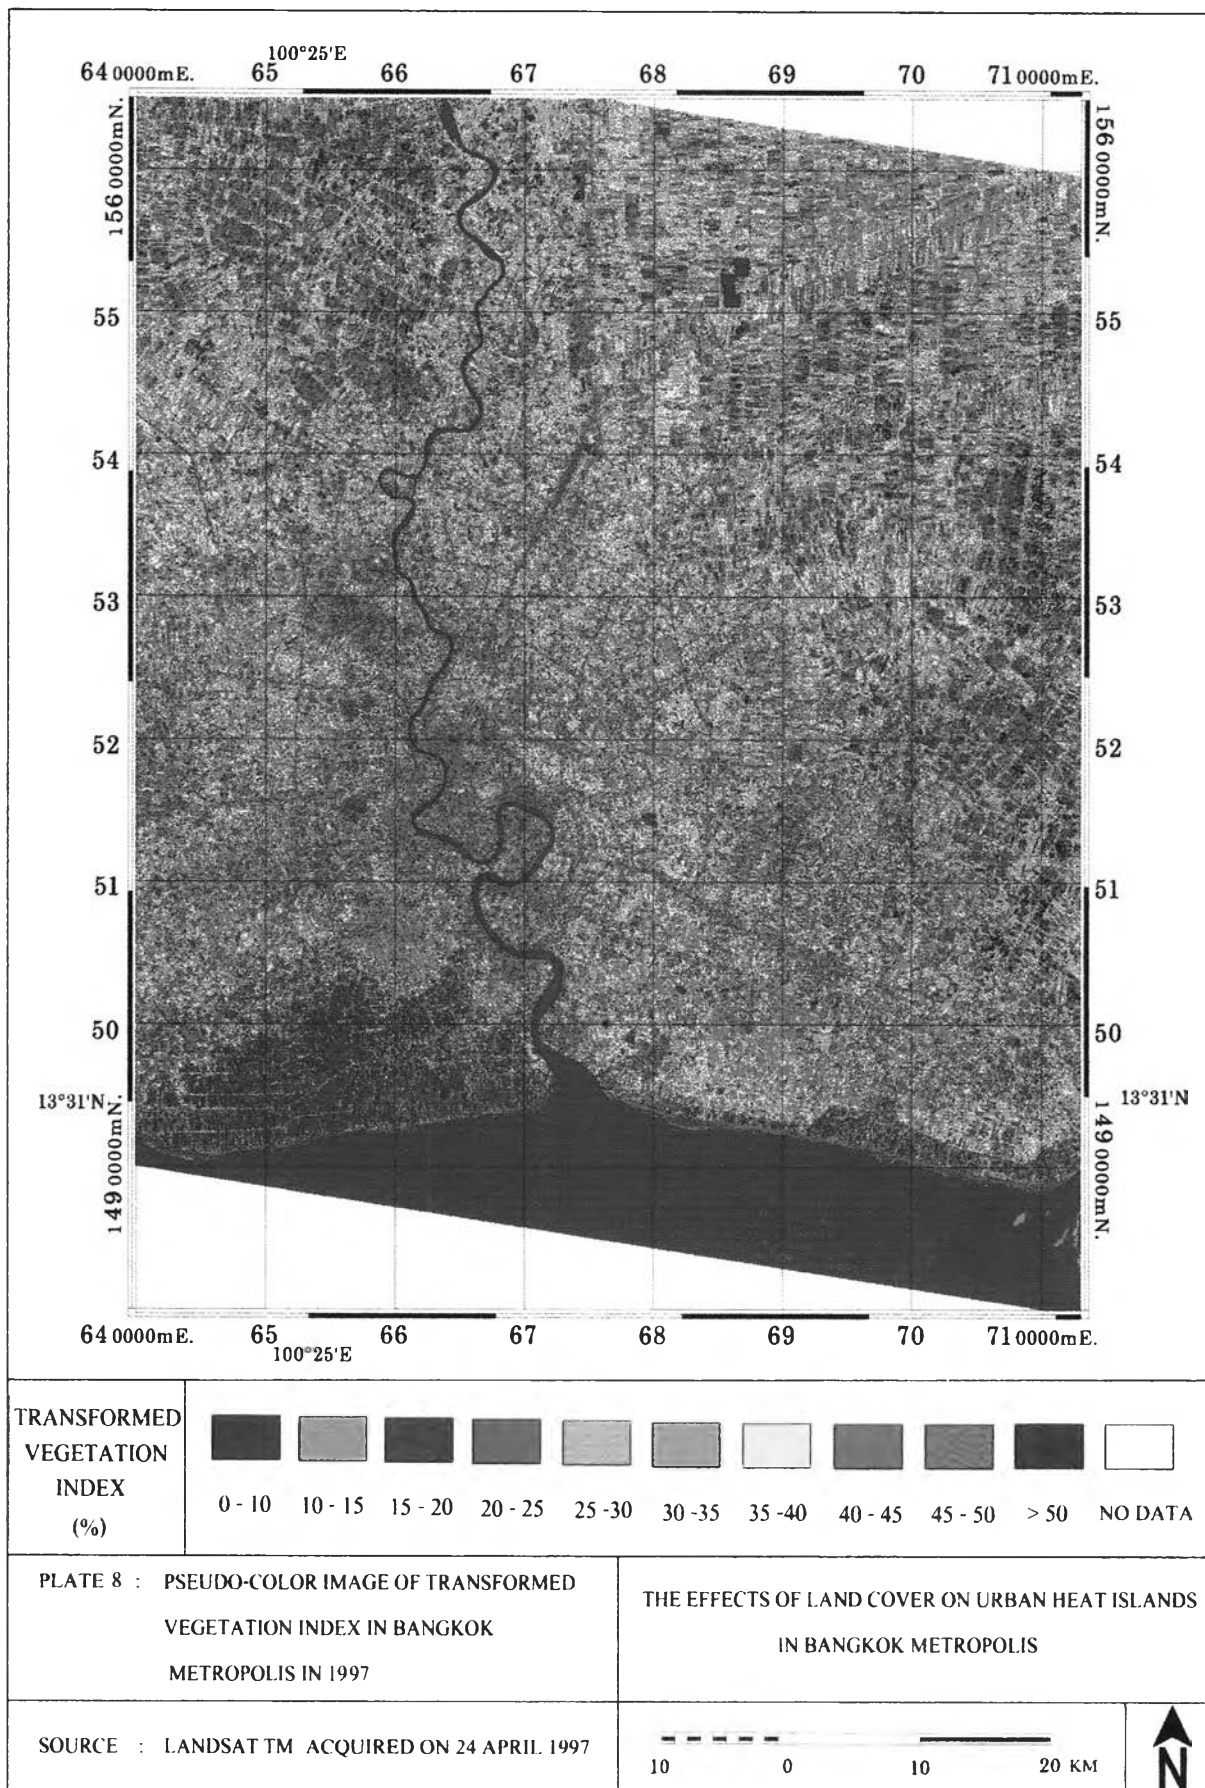 100°25'E
64 0000mE. 65 66 67 68 69 70 71 0000mE.
156 0000mN. 156 0000mN.
55 55
54 54
53 53
52 52
51 51
50 50
13°31'N 13°31'N
149 0000mN. 149 0000mN.
64 0000mE. 65 66 67 68 69 70 71 0000mE.
100°25'E
TRANSFORMED
VEGETATION
INDEX
(%)
0 - 10 10 - 15 15 - 20 20 - 25 25 -30 30 -35 35 -40 40 - 45 45 - 50 > 50 NO DATA
PLATE 8 : PSEUDO-COLOR IMAGE OF TRANSFORMED
VEGETATION INDEX IN BANGKOK
METROPOLIS IN 1997
THE EFFECTS OF LAND COVER ON URBAN HEAT ISLANDS
IN BANGKOK METROPOLIS
SOURCE : LANDSAT TM ACQUIRED ON 24 APRIL 1997
10 0 10 20 KM
N